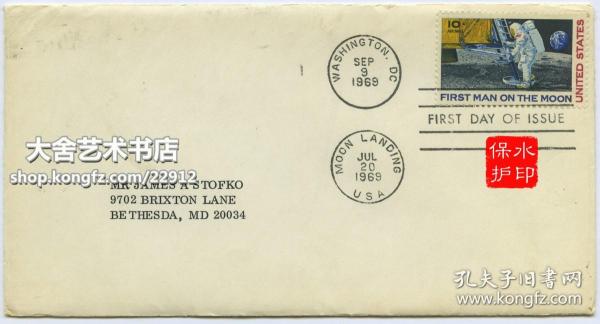 10¢
FIRST MAN ON THE MOON
UNITED STATES
WASHINGTON, DC
SEP
9
1969
FIRST DAY OF ISSUE
MOON LANDING
JUL
20
1969
USA
大舍艺术书店
shop.kongfz.com/22912
MR JAMES A STOFKO
9702 BRIXTON LANE
BETHESDA, MD 20034
保水
护印
孔夫子旧书网
www.kongfz.com